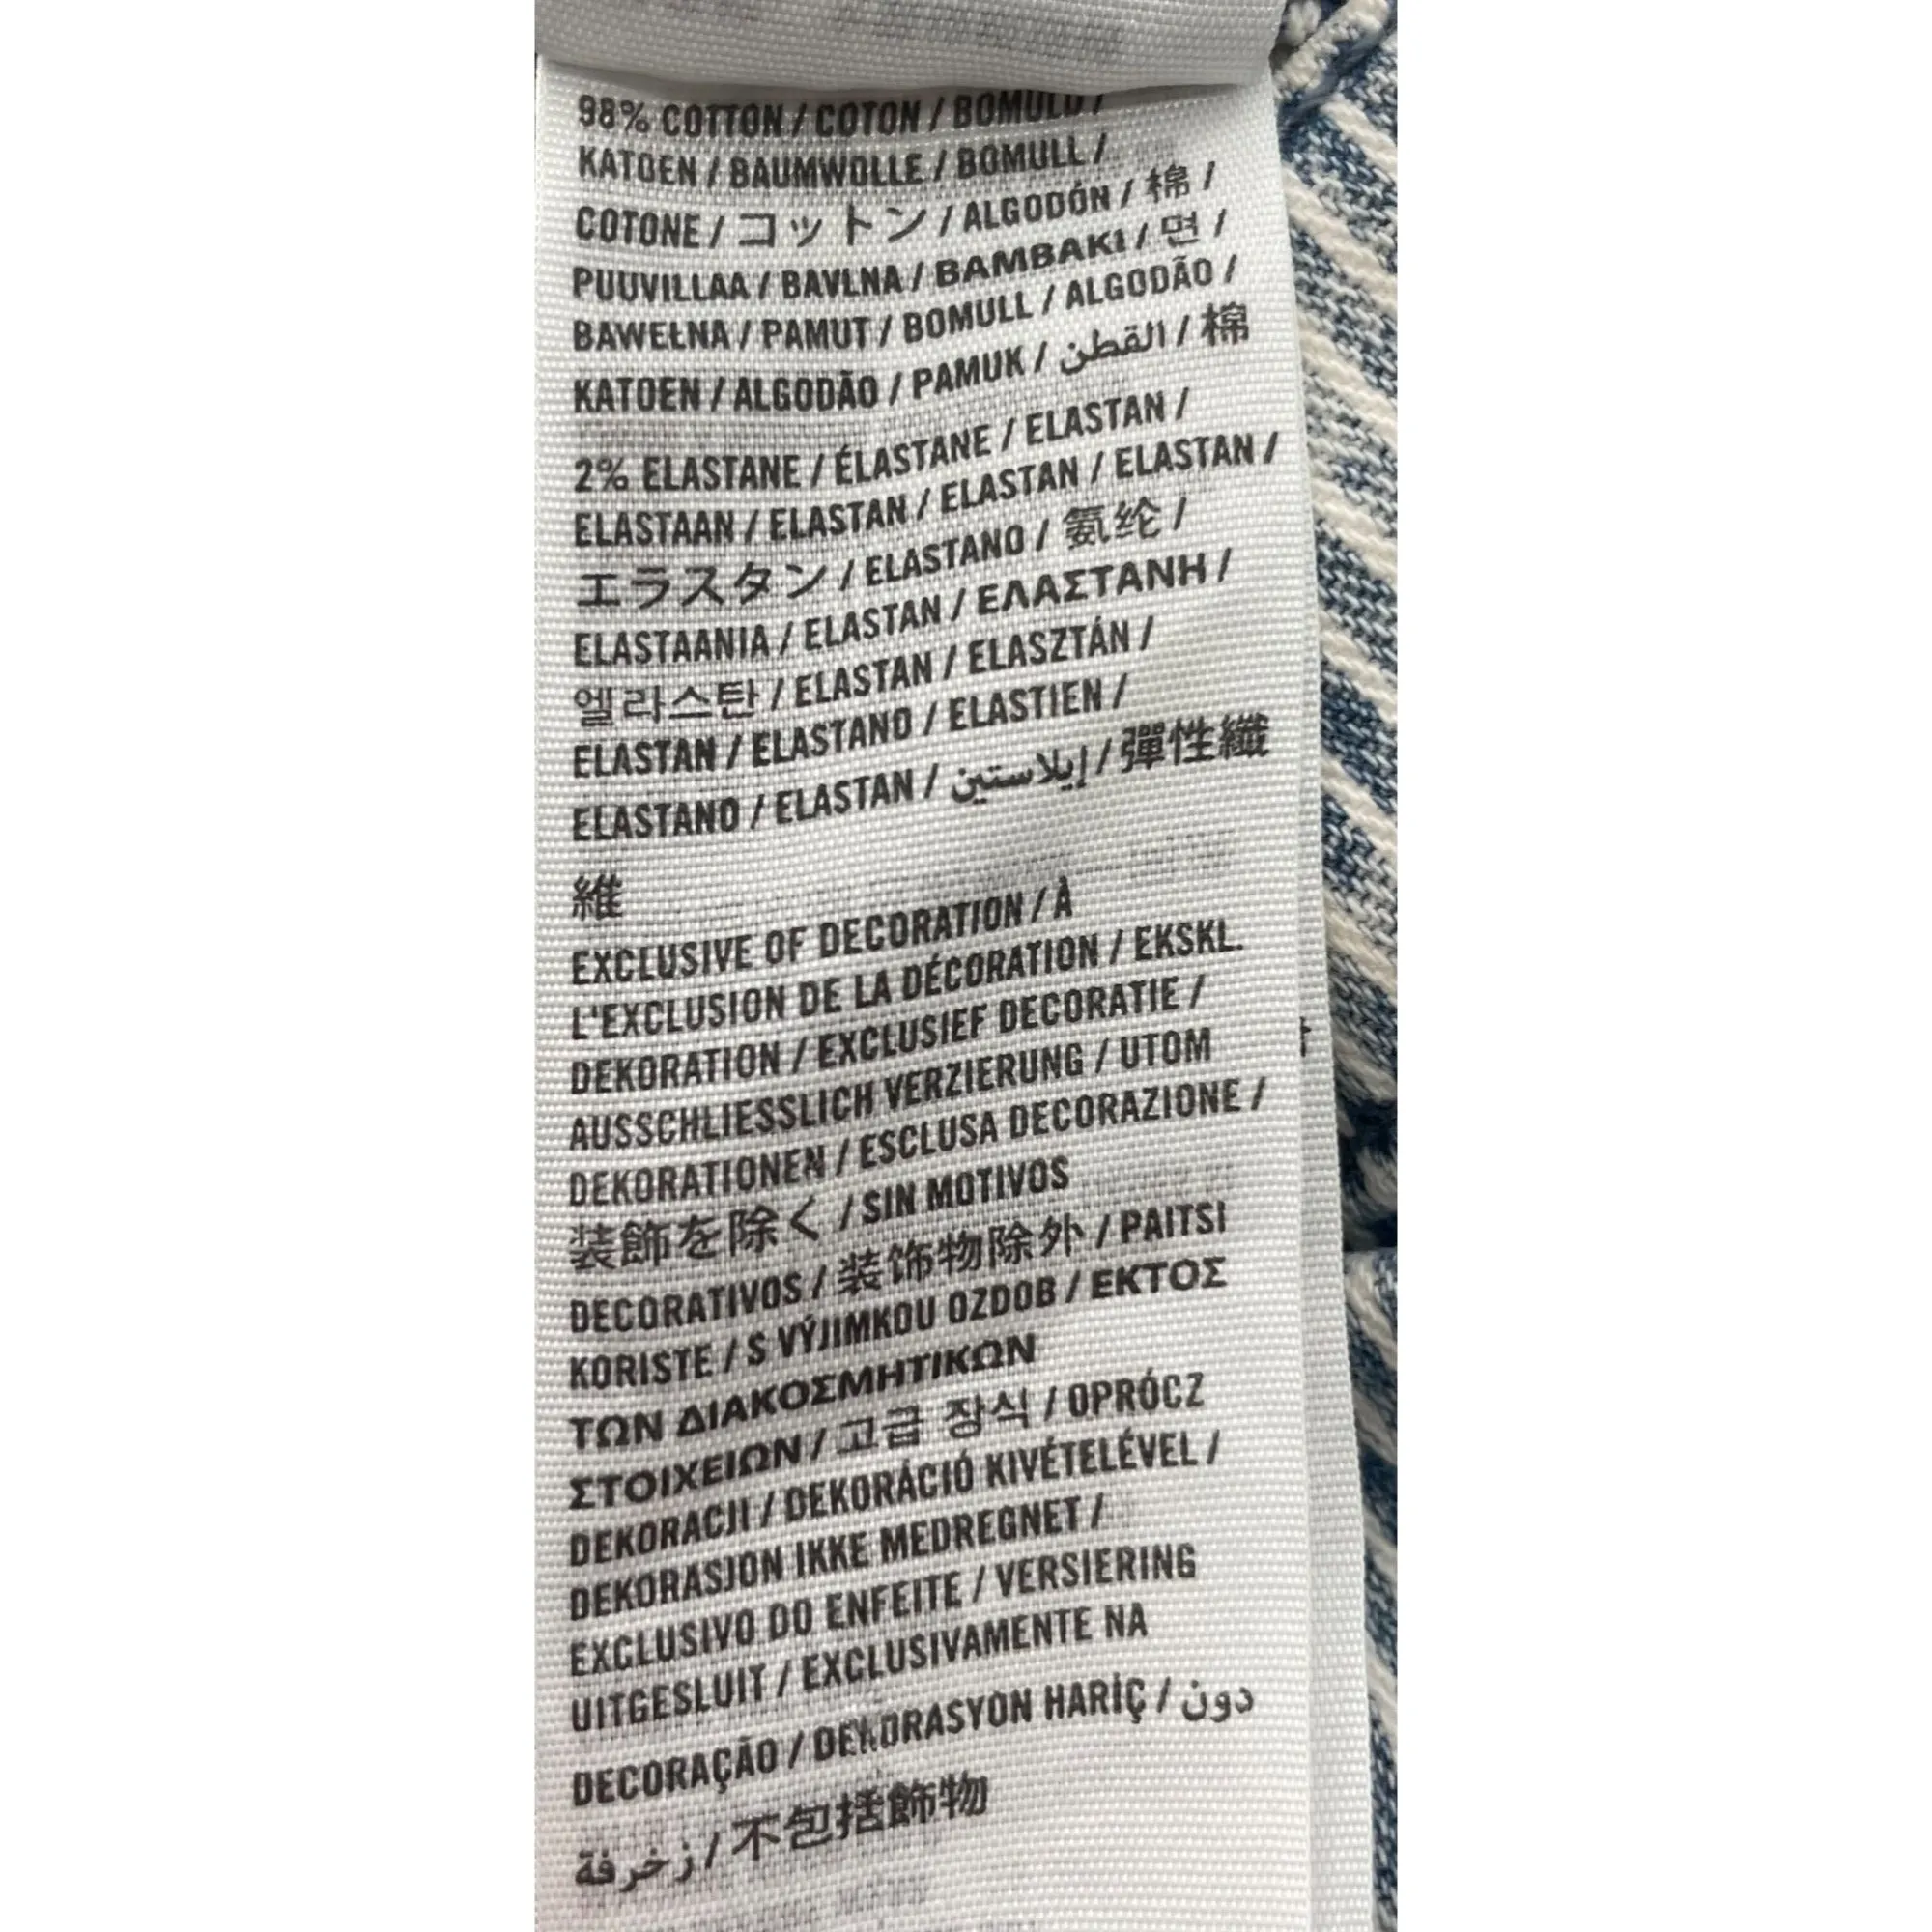 98% COTTON / COTON / BOMULD /
KATOEN / BAUMWOLLE / BOMULL /
COTONE / コットン / ALGODÓN / 棉 /
PUUVILLAA / BAVLNA / BAMBAKI / 면 /
BAWEŁNA / PAMUT / BOMULL / ALGODÃO /
KATOEN / ALGODÃO / PAMUK / القطن / 棉
2% ELASTANE / ÉLASTANE / ELASTAN /
ELASTAAN / ELASTAN / ELASTAN / ELASTAN /
エラスタン / ELASTANO / 氨纶 /
ELASTAANIA / ELASTAN / ΕΛΑΣΤΑΝΗ /
엘라스탄 / ELASTAN / ELASZTÁN /
ELASTAN / ELASTANO / ELASTIEN /
ELASTANO / ELASTAN / إيلاستين / 彈性纖
維
EXCLUSIVE OF DECORATION / À
L'EXCLUSION DE LA DÉCORATION / EKSKL.
DEKORATION / EXCLUSIEF DECORATIE /
AUSSCHLIESSLICH VERZIERUNG / UTOM
DEKORATIONEN / ESCLUSA DECORAZIONE /
装飾を除く / SIN MOTIVOS
DECORATIVOS / 装饰物除外 / PAITSI
KORISTE / S VÝJIMKOU OZDOB / ΕΚΤΟΣ
ΤΩΝ ΔΙΑΚΟΣΜΗΤΙΚΩΝ
ΣΤΟΙΧΕΙΩΝ / 고급 장식 / OPRÓCZ
DEKORACJI / DEKORÁCIÓ KIVÉTELÉVEL /
DEKORASJON IKKE MEDREGNET /
EXCLUSIVO DO ENFEITE / VERSIERING
UITGESLUIT / EXCLUSIVAMENTE NA
DECORAÇÃO / DEKORASYON HARİÇ / دون
زخرفة / 不包括飾物